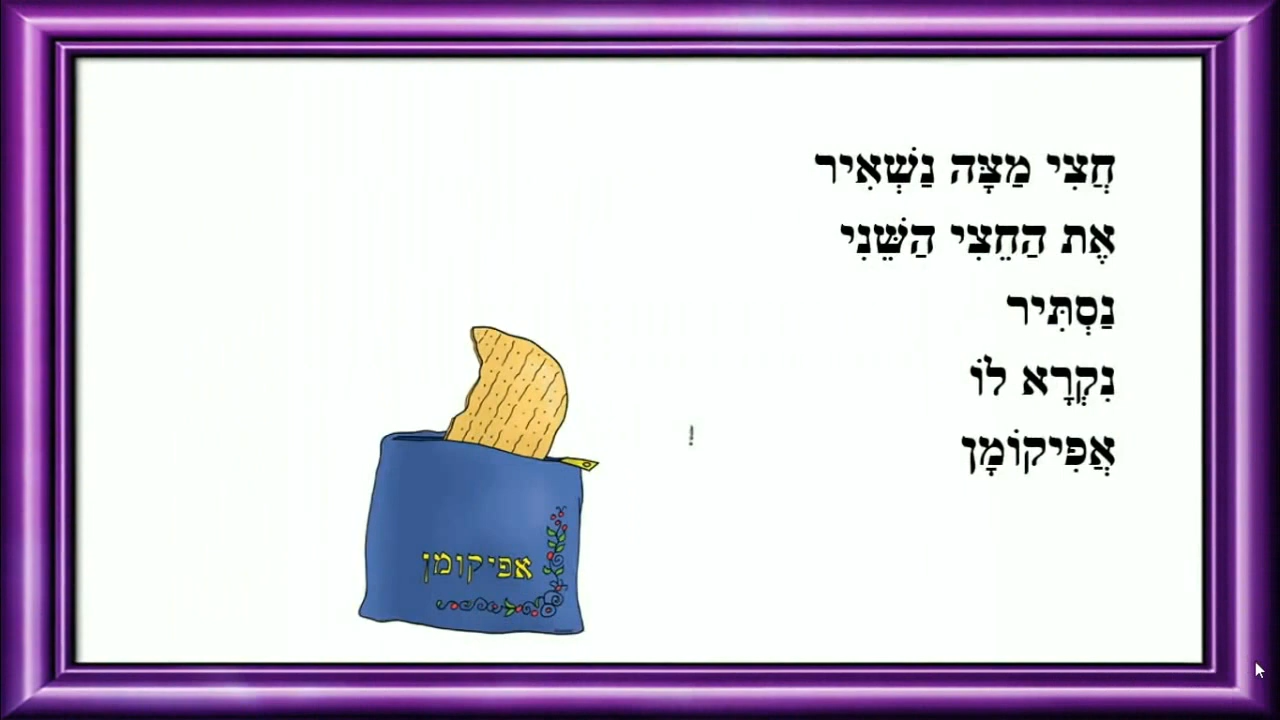 חֲצִי מַצָּה נַשְׁאִיר
אֶת הַחֵצִי הַשֵּׁנִי
נַסְתִּיר
נִקְרָא לוֹ
אֲפִיקוֹמָן
!
אפיקומן